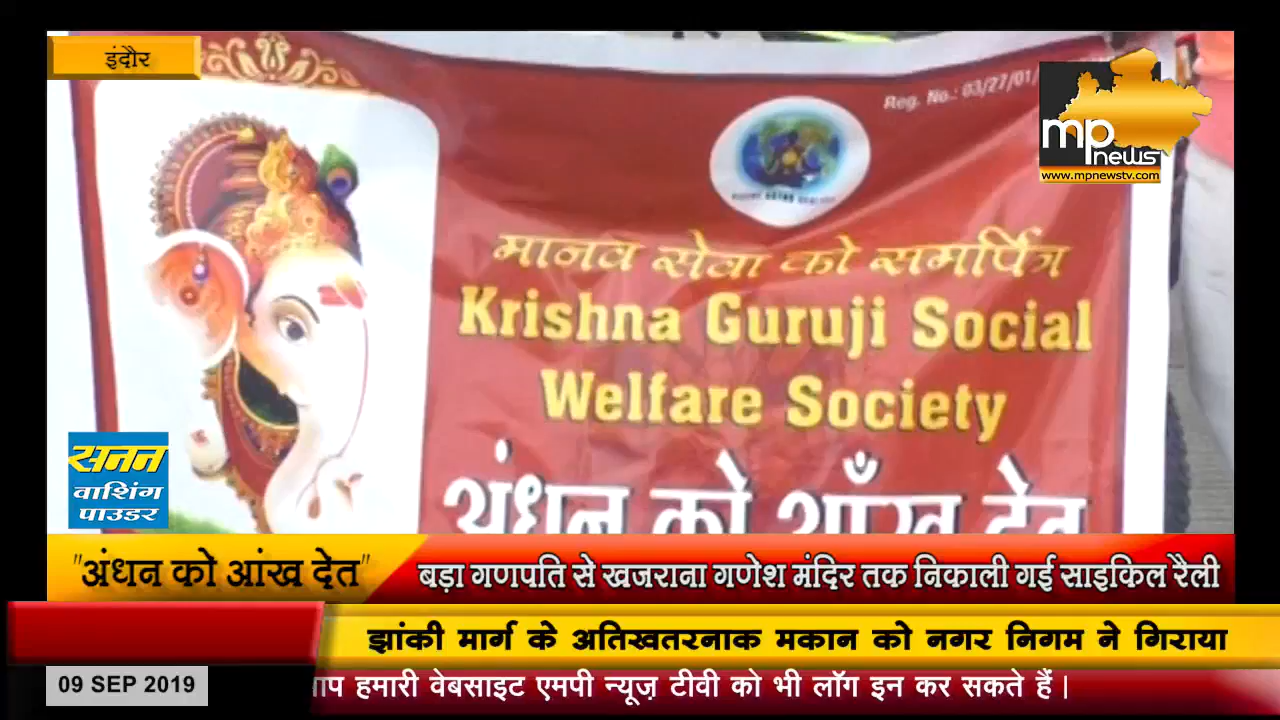 इंदौर
Reg. No.: 03/27/01/
mp
news
www.mpnewstv.com
मानव सेवा को समर्पित
Krishna Guruji Social
Welfare Society
अंधन को आँख देत
सनन
वाशिंग
पाउडर
"अंधन को आंख देत"
बड़ा गणपति से खजराना गणेश मंदिर तक निकाली गई साइकिल रैली
झांकी मार्ग के अतिखतरनाक मकान को नगर निगम ने गिराया
09 SEP 2019
हमारी वेबसाइट एमपी न्यूज़ टीवी को भी लॉग इन कर सकते हैं।